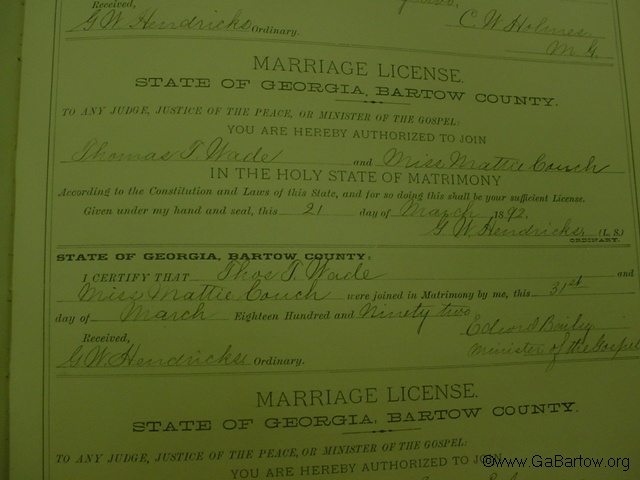 Received,
G W Hendricks Ordinary.
C. W. Holmes
M. G.
MARRIAGE LICENSE.
STATE OF GEORGIA, BARTOW COUNTY.
TO ANY JUDGE, JUSTICE OF THE PEACE, OR MINISTER OF THE GOSPEL:
YOU ARE HEREBY AUTHORIZED TO JOIN
Thomas T. Wade and Miss Mattie Couch
IN THE HOLY STATE OF MATRIMONY
According to the Constitution and Laws of this State, and for so doing this shall be your sufficient License.
Given under my hand and seal, this 21 day of March 1892.
G. W. Hendricks (L. S.)
ORDINARY.
STATE OF GEORGIA, BARTOW COUNTY:
I CERTIFY THAT Thos T. Wade and
Miss Mattie Couch were joined in Matrimony by me, this 31st
day of March Eighteen Hundred and Ninety two
Edword Bailey
Minister of the Gospel
Received,
G W Hendricks Ordinary.
MARRIAGE LICENSE.
STATE OF GEORGIA, BARTOW COUNTY.
TO ANY JUDGE, JUSTICE OF THE PEACE, OR MINISTER OF THE GOSPEL:
YOU ARE HEREBY AUTHORIZED TO JOIN
©www.GaBartow.org